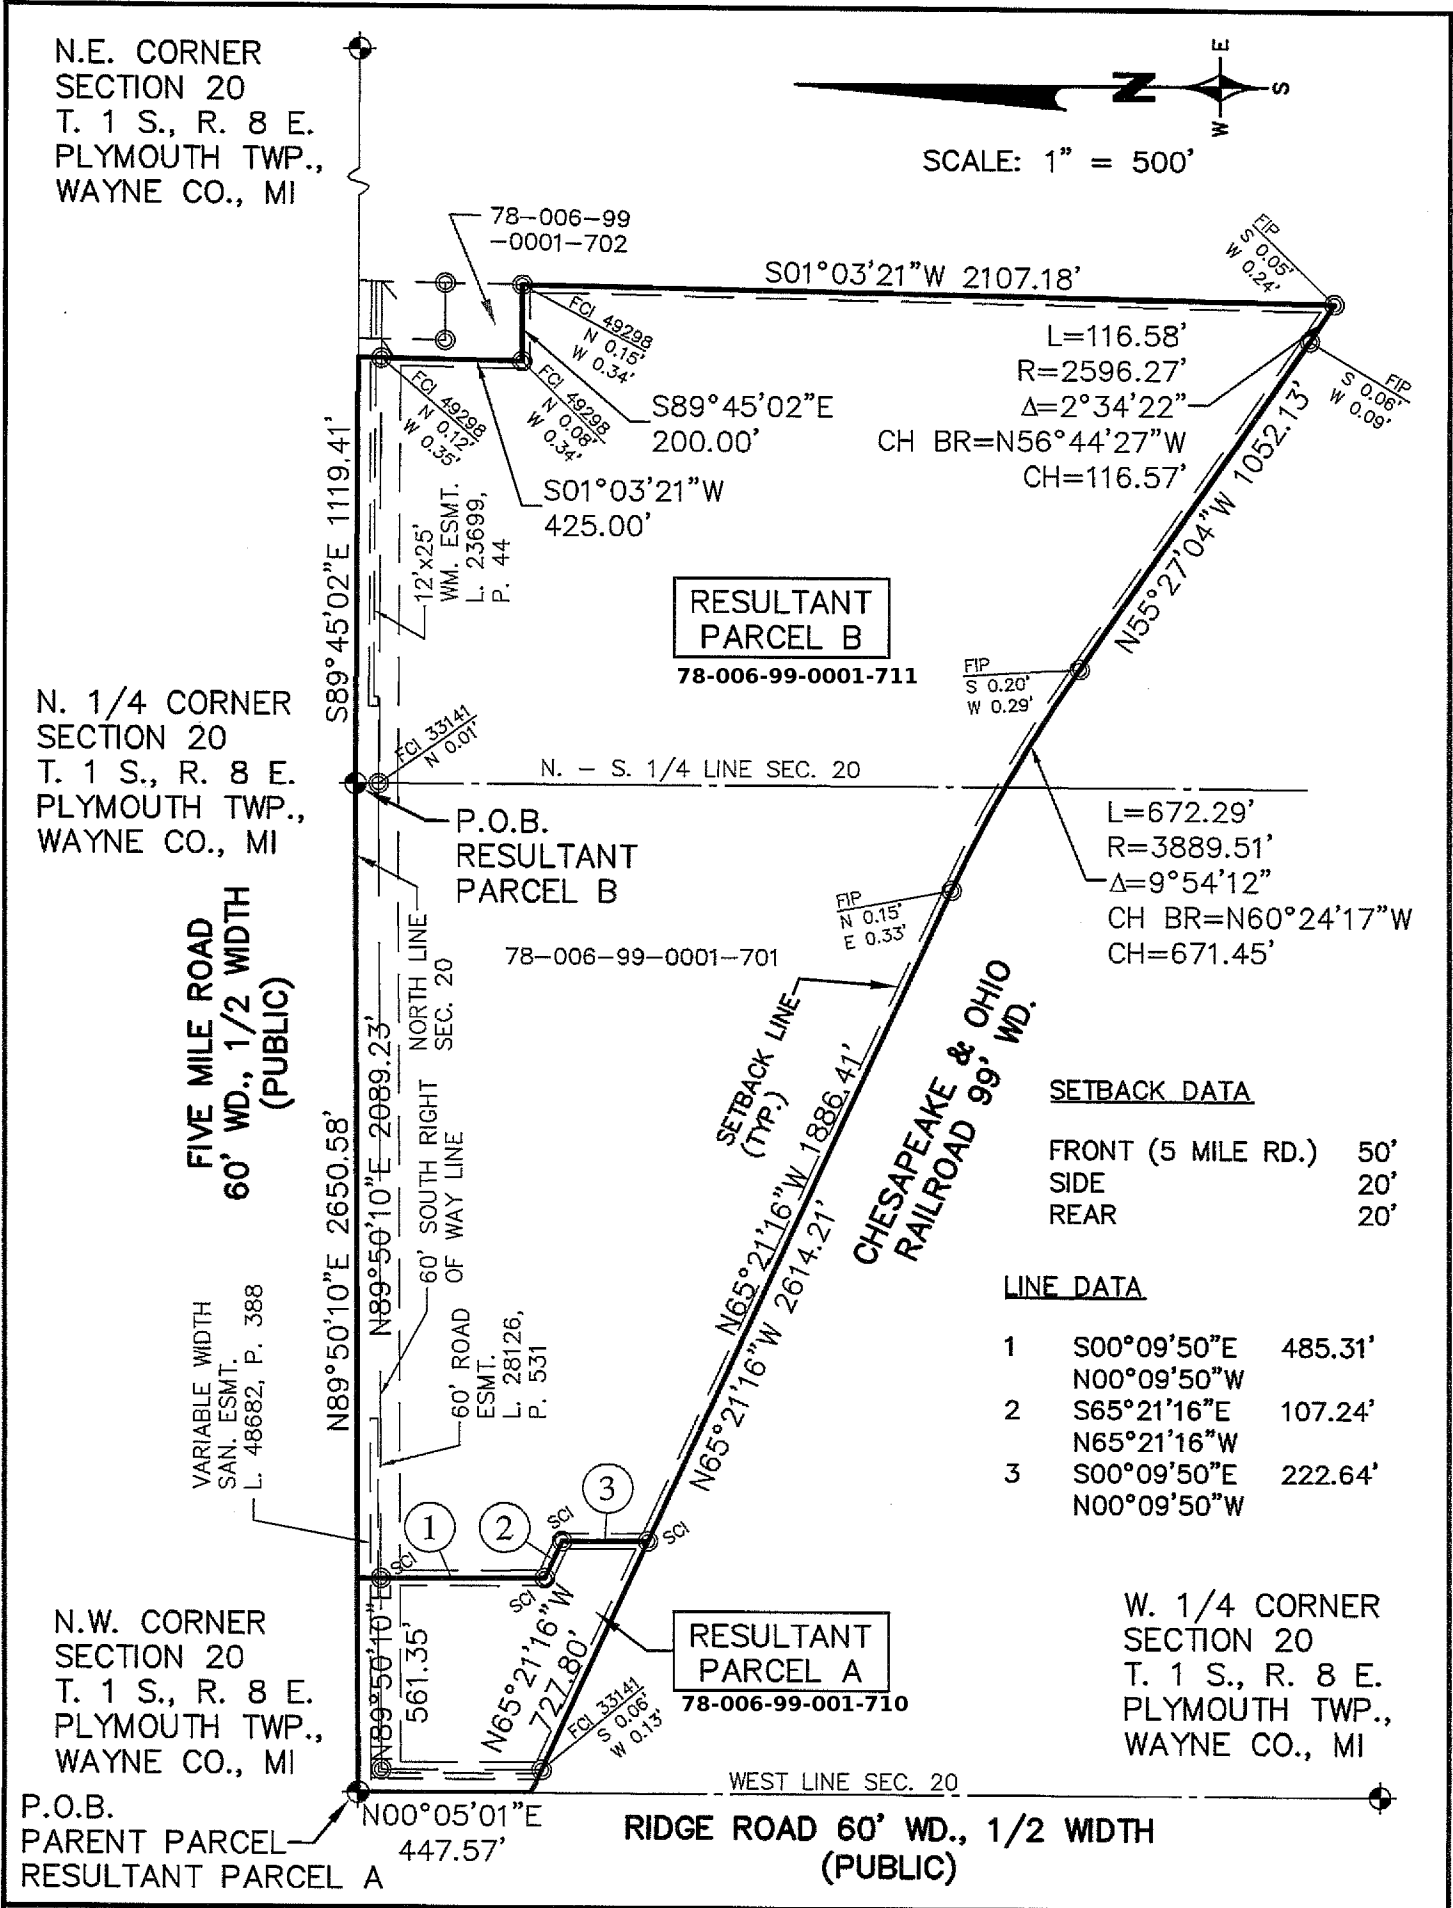 N.E. CORNER
SECTION 20
T. 1 S., R. 8 E.
PLYMOUTH TWP.,
WAYNE CO., MI
N
E
S
W
SCALE: 1" = 500'
78-006-99
-0001-702
S01°03'21"W 2107.18'
FIP
S 0.05'
W 0.24'
FCI 49298
N 0.15'
W 0.34'
FCI 49298
N 0.12'
W 0.35'
FCI 49298
N 0.08'
W 0.34'
S89°45'02"E
200.00'
S01°03'21"W
425.00'
L=116.58'
R=2596.27'
Δ=2°34'22"
CH BR=N56°44'27"W
CH=116.57'
FIP
S 0.06'
W 0.09'
N55°27'04"W 1052.13'
S89°45'02"E 1119.41'
12'x25'
WM. ESMT.
L. 23699,
P. 44
RESULTANT
PARCEL B
78-006-99-0001-711
FIP
S 0.20'
W 0.29'
N. 1/4 CORNER
SECTION 20
T. 1 S., R. 8 E.
PLYMOUTH TWP.,
WAYNE CO., MI
FCI 33141
N 0.01'
N. - S. 1/4 LINE SEC. 20
P.O.B.
RESULTANT
PARCEL B
L=672.29'
R=3889.51'
Δ=9°54'12"
CH BR=N60°24'17"W
CH=671.45'
FIP
N 0.15'
E 0.33'
78-006-99-0001-701
FIVE MILE ROAD
60' WD., 1/2 WIDTH
(PUBLIC)
NORTH LINE
SEC. 20
N89°50'10"E 2650.58'
N89°50'10"E 2089.23'
60' SOUTH RIGHT
OF WAY LINE
SETBACK LINE
(TYP.)
CHESAPEAKE & OHIO
RAILROAD 99' WD.
N65°21'16"W 1886.41'
N65°21'16"W 2614.21'
SETBACK DATA
FRONT (5 MILE RD.) 50'
SIDE 20'
REAR 20'
VARIABLE WIDTH
SAN. ESMT.
L. 48682, P. 388
60' ROAD
ESMT.
L. 28126,
P. 531
LINE DATA
1 S00°09'50"E 485.31'
N00°09'50"W
2 S65°21'16"E 107.24'
N65°21'16"W
3 S00°09'50"E 222.64'
N00°09'50"W
1
2
3
SCI
SCI
SCI
SCI
N.W. CORNER
SECTION 20
T. 1 S., R. 8 E.
PLYMOUTH TWP.,
WAYNE CO., MI
N89°50'10"E
561.35'
N65°21'16"W
727.80'
FCI 33141
S 0.06'
W 0.13'
RESULTANT
PARCEL A
78-006-99-001-710
W. 1/4 CORNER
SECTION 20
T. 1 S., R. 8 E.
PLYMOUTH TWP.,
WAYNE CO., MI
P.O.B.
PARENT PARCEL
RESULTANT PARCEL A
N00°05'01"E
447.57'
WEST LINE SEC. 20
RIDGE ROAD 60' WD., 1/2 WIDTH
(PUBLIC)